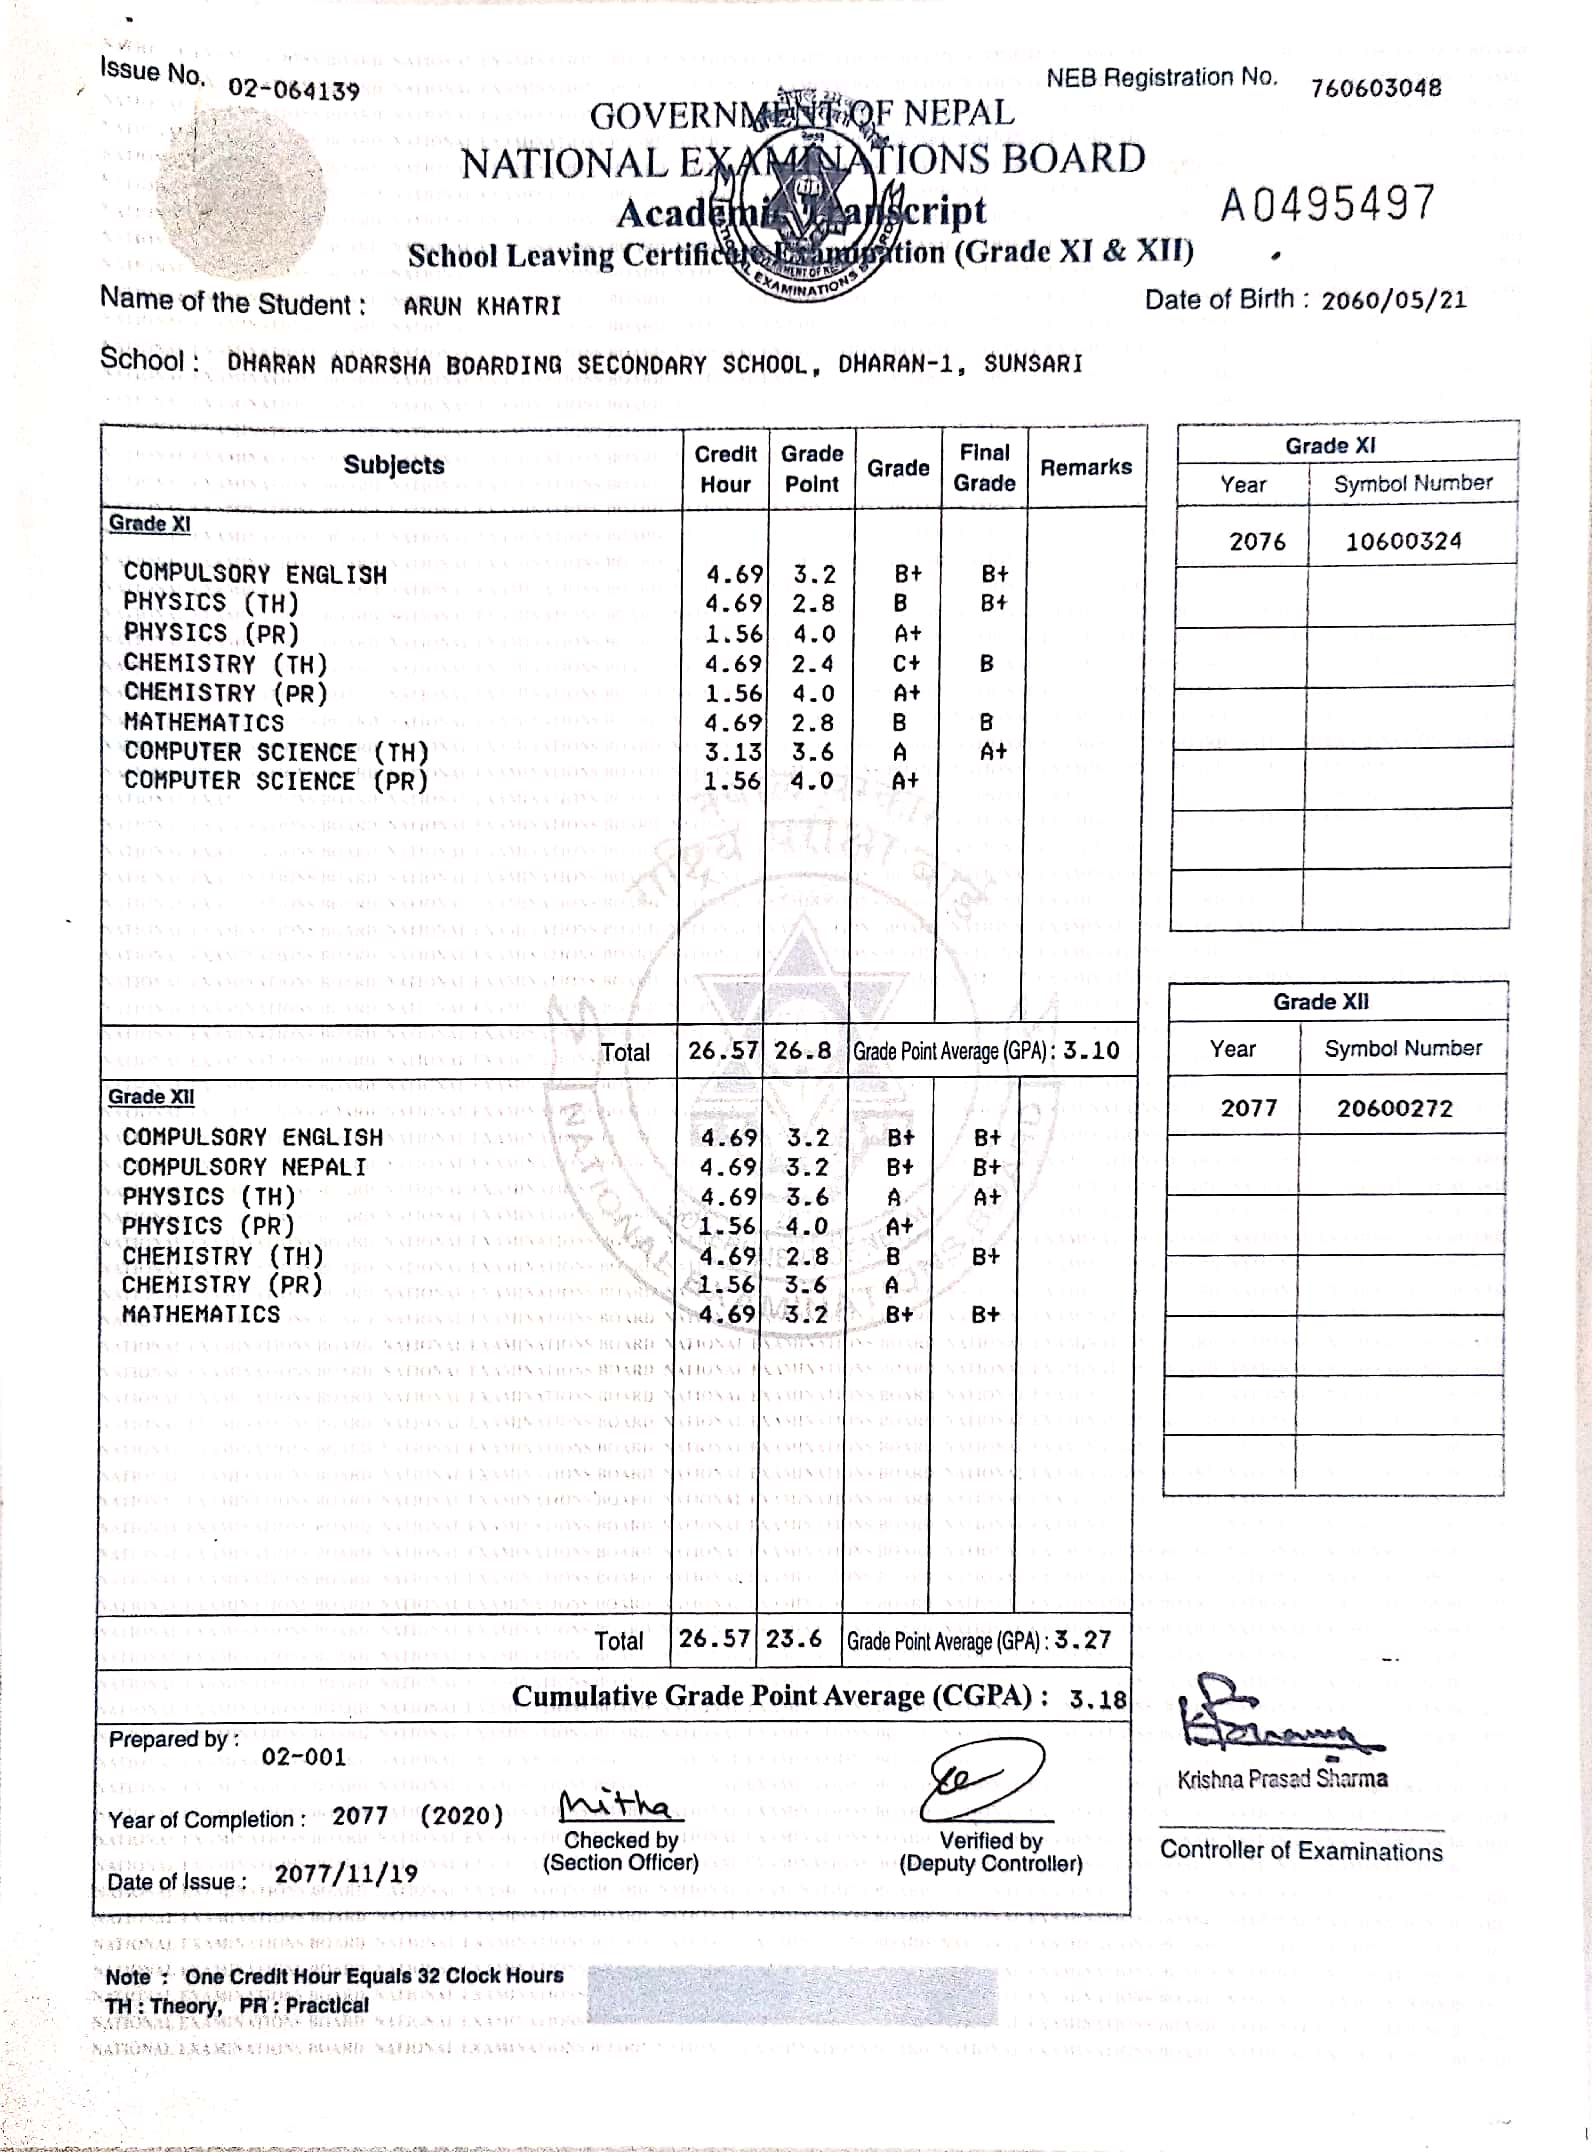 Issue No. 02-064139
NEB Registration No. 760603048
GOVERNMENT OF NEPAL
NATIONAL EXAMINATIONS BOARD
Academic Transcript
A0495497
School Leaving Certificate Examination (Grade XI & XII)
Name of the Student : ARUN KHATRI
Date of Birth : 2060/05/21
School : DHARAN ADARSHA BOARDING SECONDARY SCHOOL, DHARAN-1, SUNSARI
Subjects Credit Hour Grade Point Grade Final Grade Remarks
Grade XI
COMPULSORY ENGLISH 4.69 3.2 B+ B+
PHYSICS (TH) 4.69 2.8 B B+
PHYSICS (PR) 1.56 4.0 A+
CHEMISTRY (TH) 4.69 2.4 C+ B
CHEMISTRY (PR) 1.56 4.0 A+
MATHEMATICS 4.69 2.8 B B
COMPUTER SCIENCE (TH) 3.13 3.6 A A+
COMPUTER SCIENCE (PR) 1.56 4.0 A+
Total 26.57 26.8 Grade Point Average (GPA) : 3.10
Grade XII
COMPULSORY ENGLISH 4.69 3.2 B+ B+
COMPULSORY NEPALI 4.69 3.2 B+ B+
PHYSICS (TH) 4.69 3.6 A A+
PHYSICS (PR) 1.56 4.0 A+
CHEMISTRY (TH) 4.69 2.8 B B+
CHEMISTRY (PR) 1.56 3.6 A
MATHEMATICS 4.69 3.2 B+ B+
Total 26.57 23.6 Grade Point Average (GPA) : 3.27
Cumulative Grade Point Average (CGPA) : 3.18
Grade XI
Year Symbol Number
2076 10600324
Grade XII
Year Symbol Number
2077 20600272
Prepared by : 02-001
Year of Completion : 2077 (2020)
Date of Issue : 2077/11/19
Mitha
Checked by
(Section Officer)
Verified by
(Deputy Controller)
Krishna Prasad Sharma
Controller of Examinations
Note : One Credit Hour Equals 32 Clock Hours
TH : Theory, PR : Practical